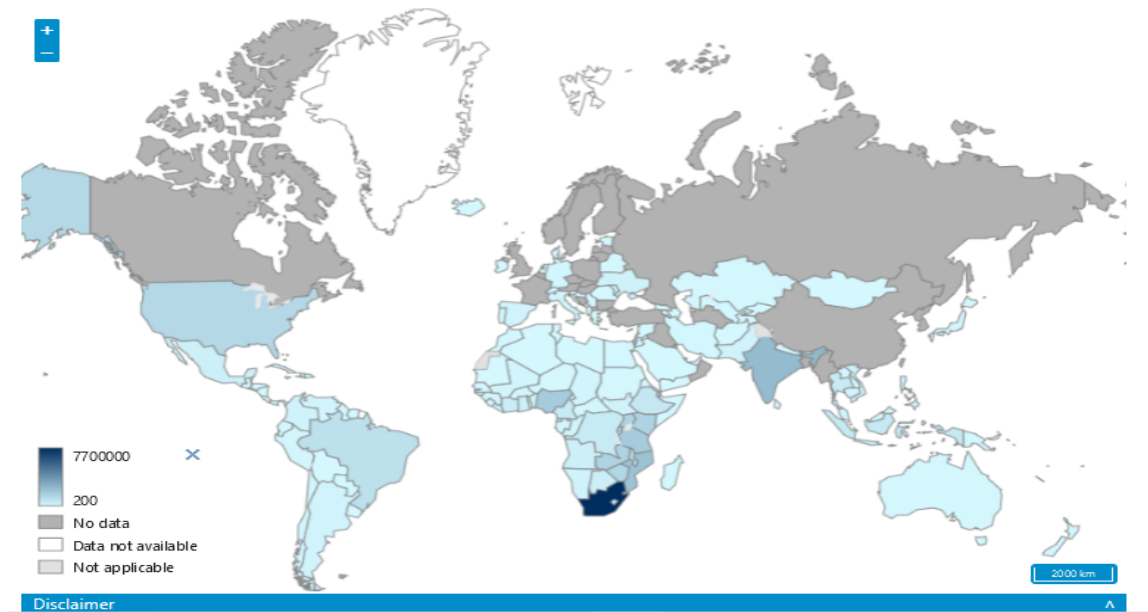 +
−
7700000
200
No data
Data not available
Not applicable
2000 km
Disclaimer